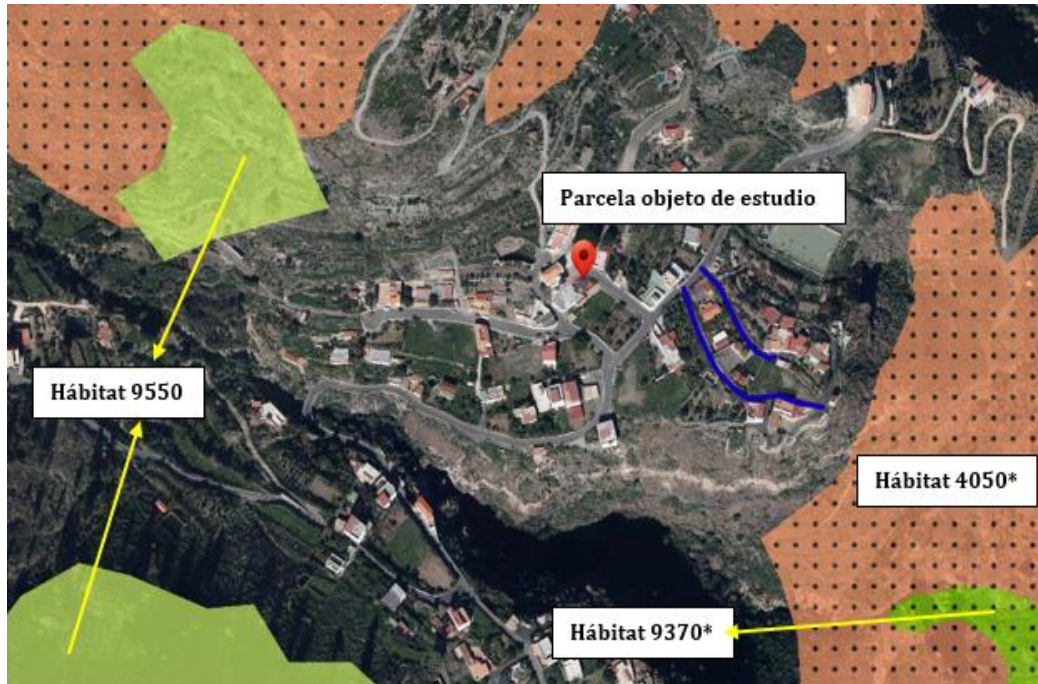 Parcela objeto de estudio
Hábitat 9550
Hábitat 4050*
Hábitat 9370*